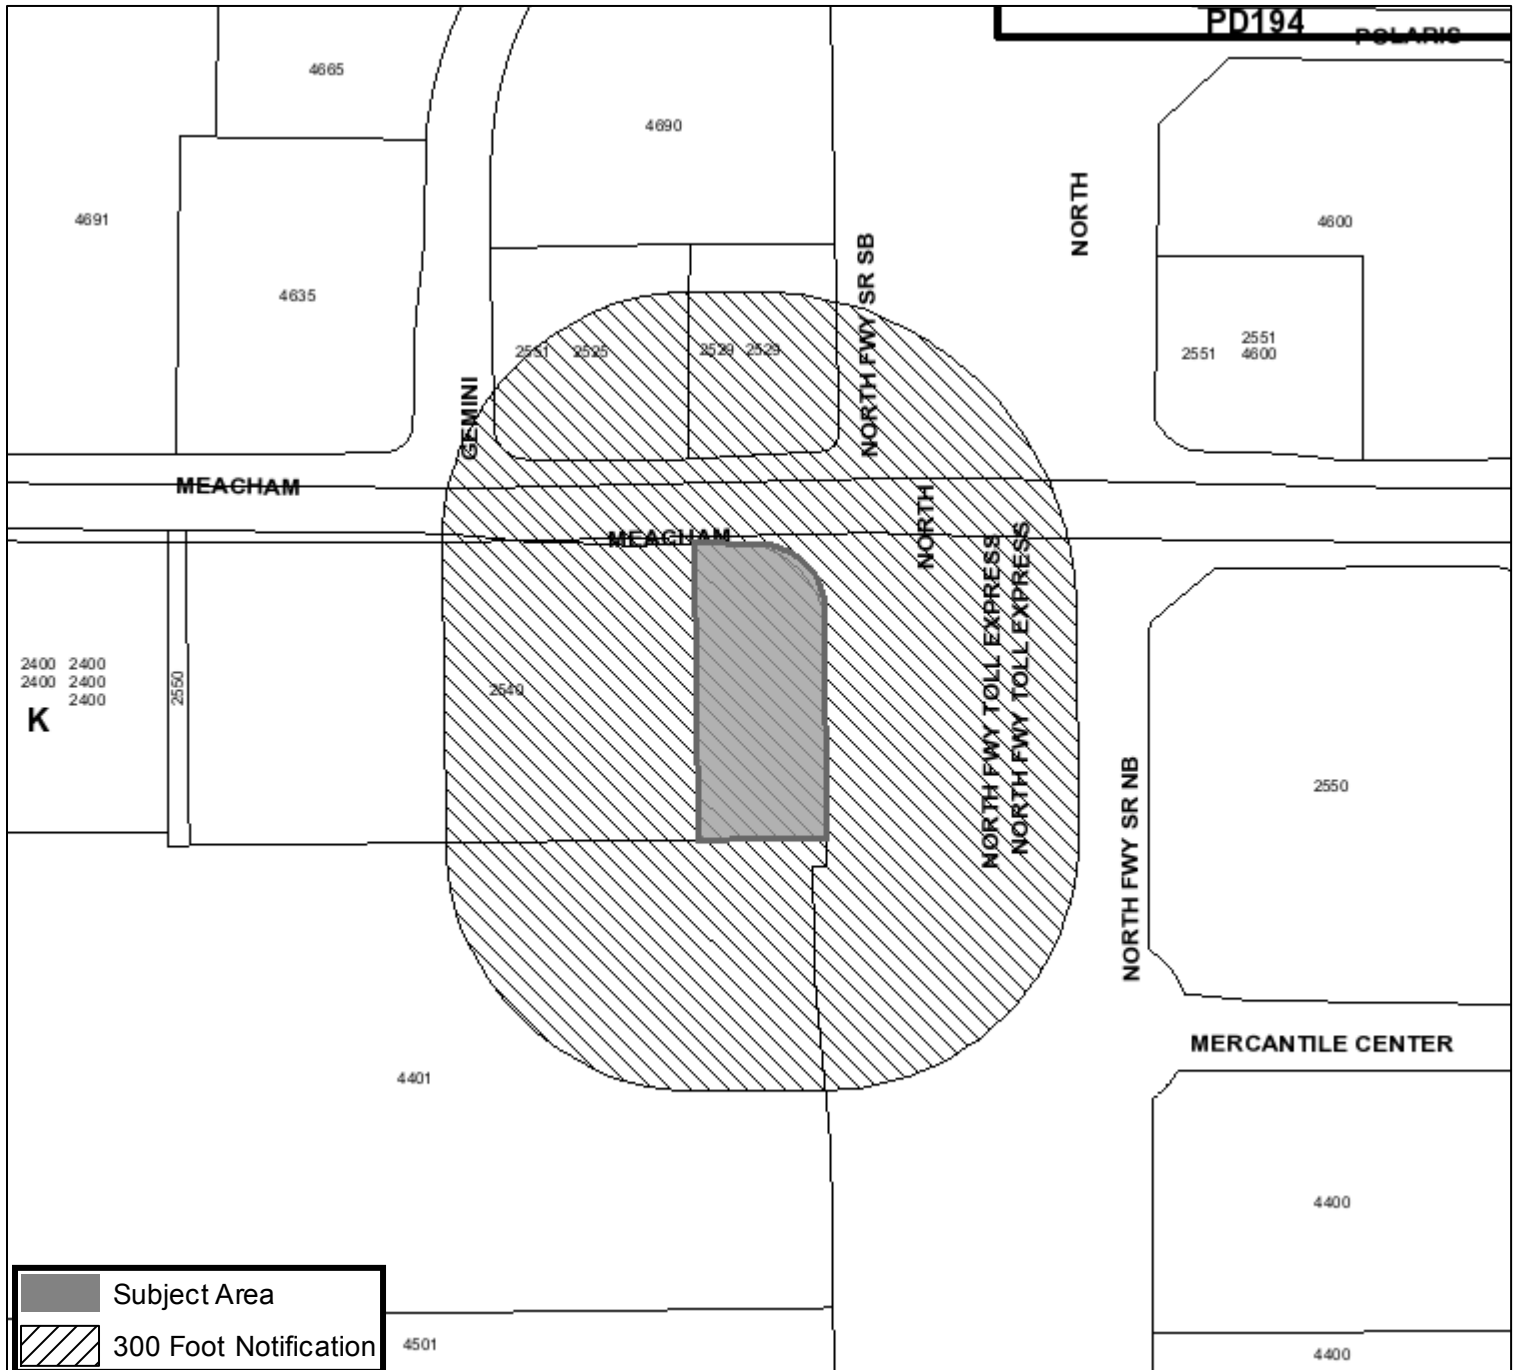 PD194
POLARIS
4665
4690
4691
4600
NORTH
4635
NORTH FWY SR SB
2551 2525
2529 2529
2551
2551
4600
GEMINI
MEACHAM
MEACHAM
NORTH
NORTH FWY TOLL EXPRESS
NORTH FWY TOLL EXPRESS
2400 2400
2400 2400
2400
K
2550
2540
2550
NORTH FWY SR NB
MERCANTILE CENTER
4401
4400
Subject Area
300 Foot Notification
4501
4400